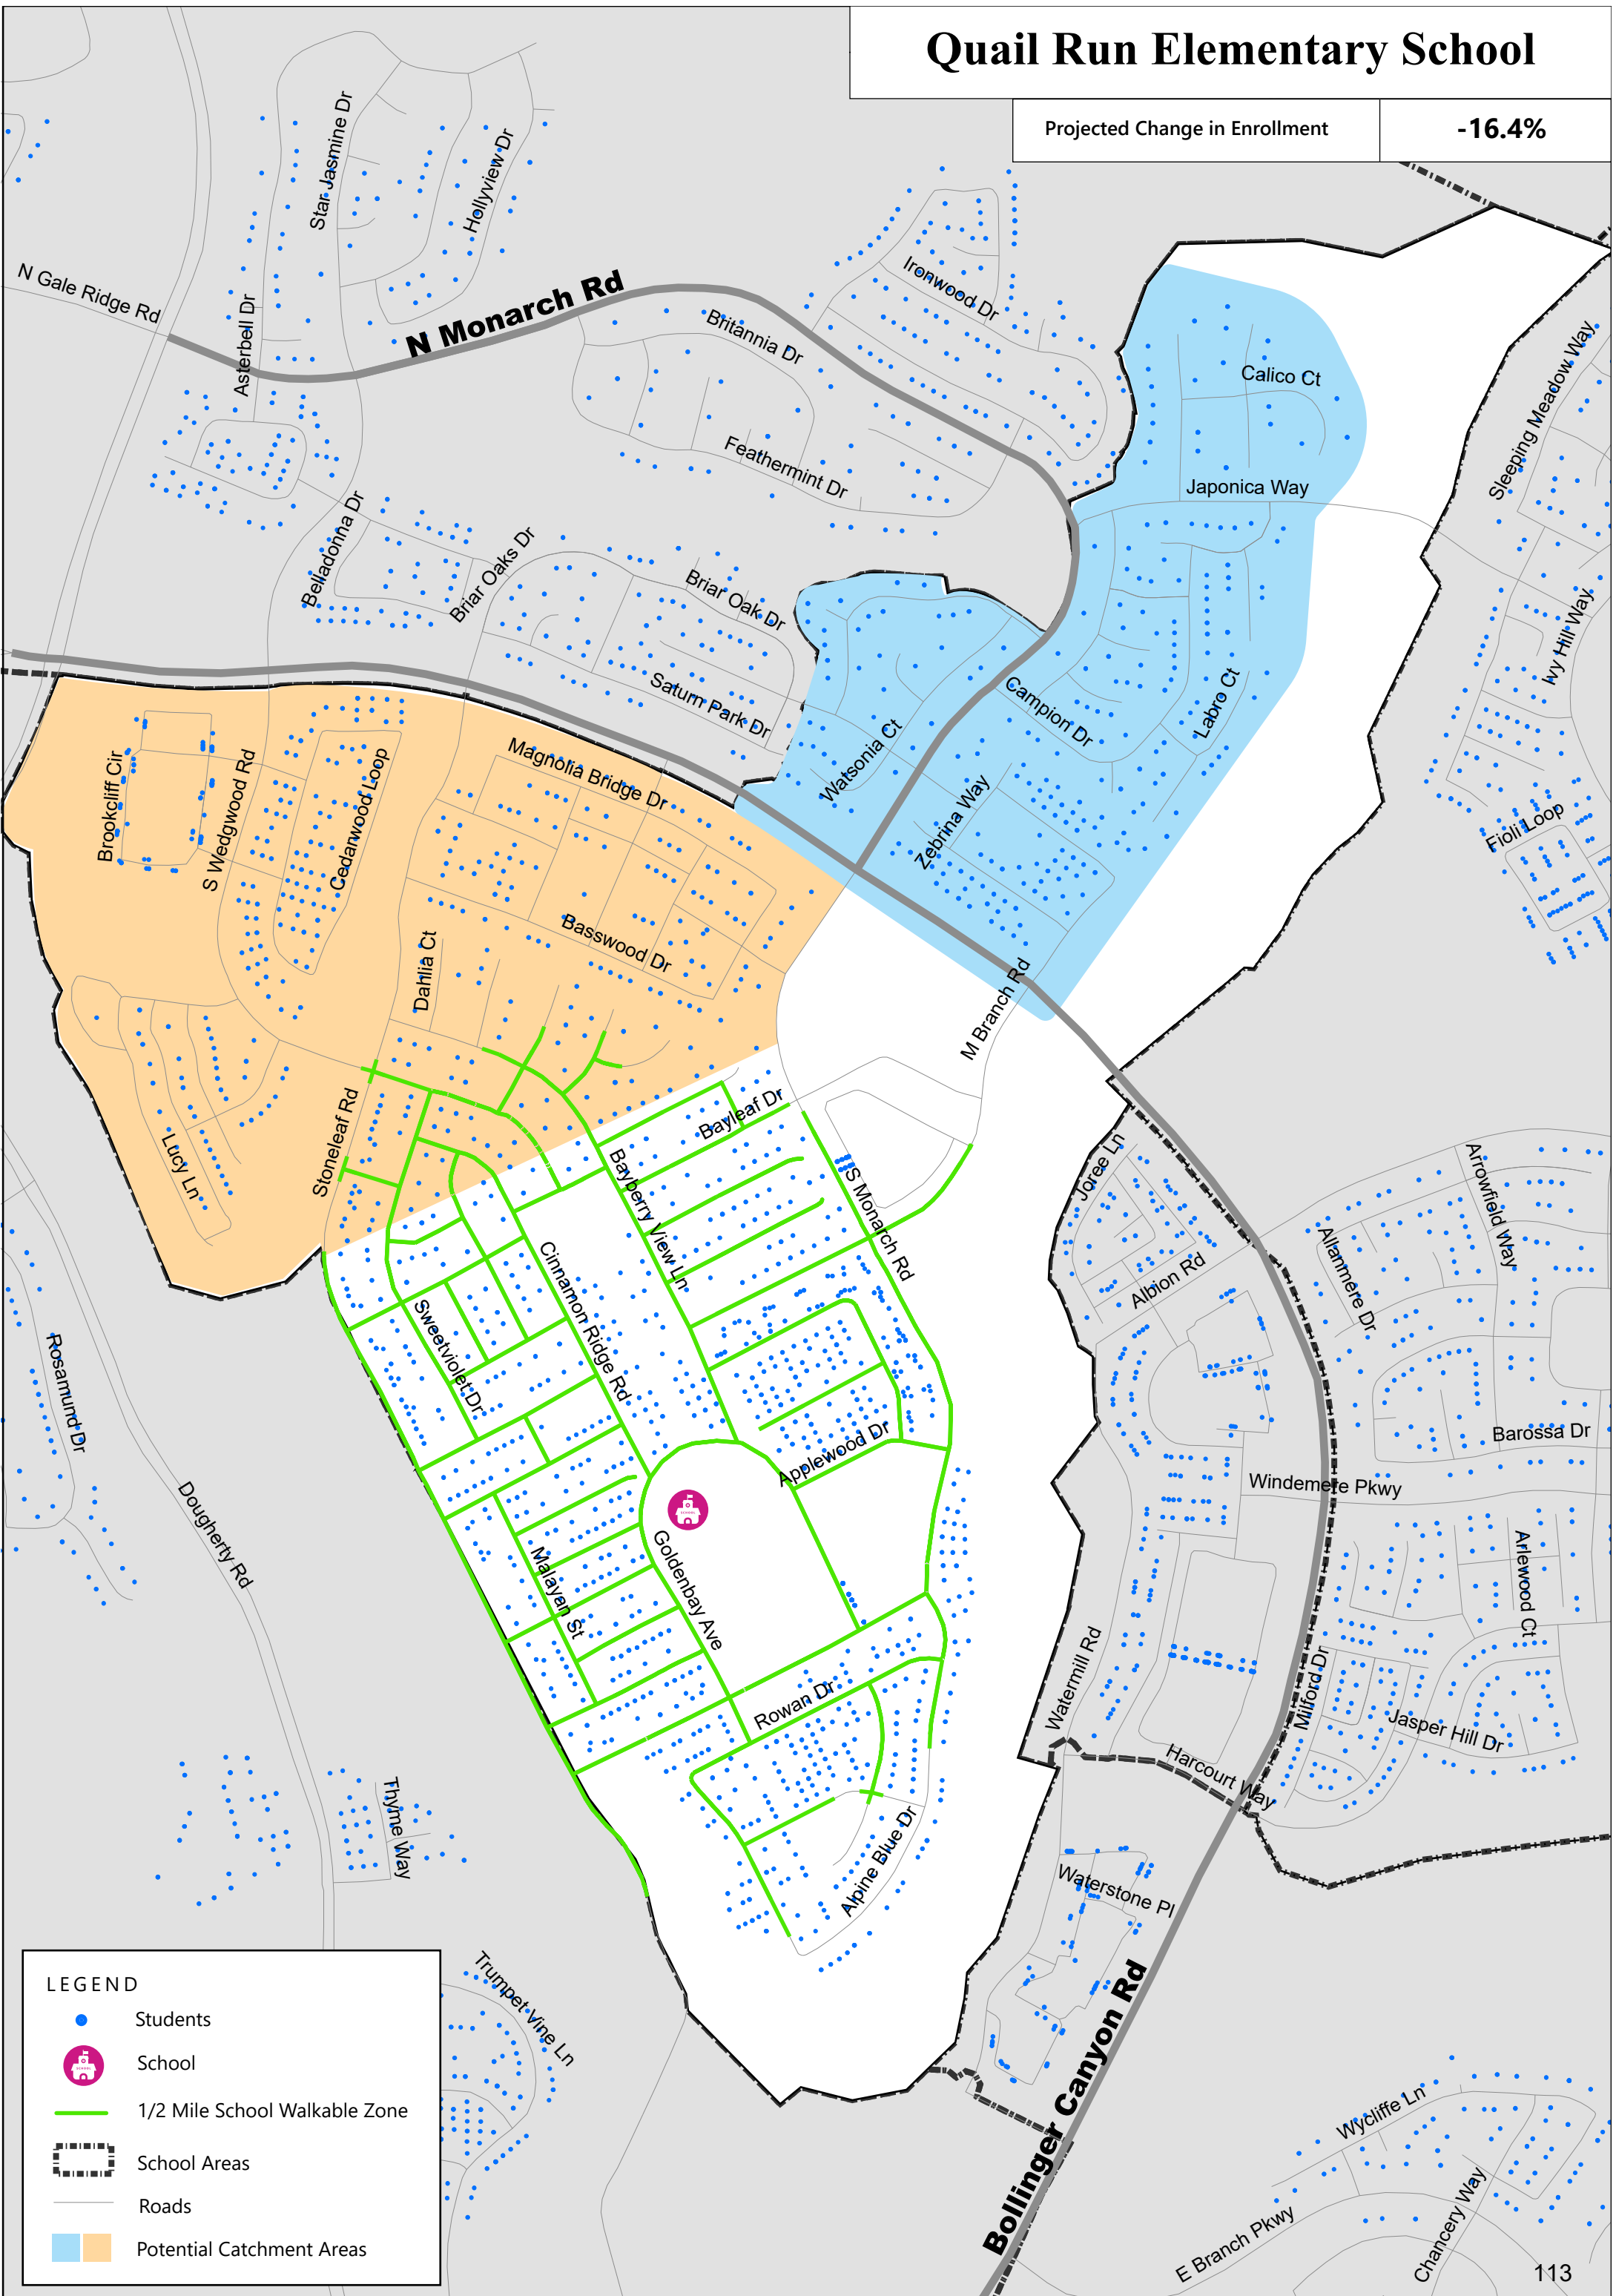 Quail Run Elementary School
Projected Change in Enrollment
-16.4%
Star Jasmine Dr
Hollyview Dr
N Gale Ridge Rd
Asterbell Dr
N Monarch Rd
Ironwood Dr
Britannia Dr
Feathermint Dr
Calico Ct
Sleeping Meadow Way
Japonica Way
Belladonna Dr
Briar Oaks Dr
Briar Oak Dr
Ivy Hill Way
Saturn Park Dr
Campion Dr
Labro Ct
Watsonia Ct
Magnolia Bridge Dr
Brookcliff Cir
S Wedgwood Rd
Cedarwood Loop
Zebrina Way
Fioli Loop
Basswood Dr
Dahlia Ct
M Branch Rd
Bayleaf Dr
Stoneleaf Rd
Lucy Ln
Bayberry View Ln
S Monarch Rd
Joree Ln
Albion Rd
Arrowfield Way
Allanmere Dr
Cinnamon Ridge Rd
Sweetviolet Dr
Rosamund Dr
Applewood Dr
Barossa Dr
Windemere Pkwy
Dougherty Rd
Malayan St
Goldenbay Ave
Arlewood Ct
Watermill Rd
Milford Dr
Rowan Dr
Jasper Hill Dr
Harcourt Way
Thyme Way
Alpine Blue Dr
Waterstone Pl
Trumpet Vine Ln
Bollinger Canyon Rd
Wycliffe Ln
E Branch Pkwy
Chancery Way
LEGEND
Students
School
1/2 Mile School Walkable Zone
School Areas
Roads
Potential Catchment Areas
113